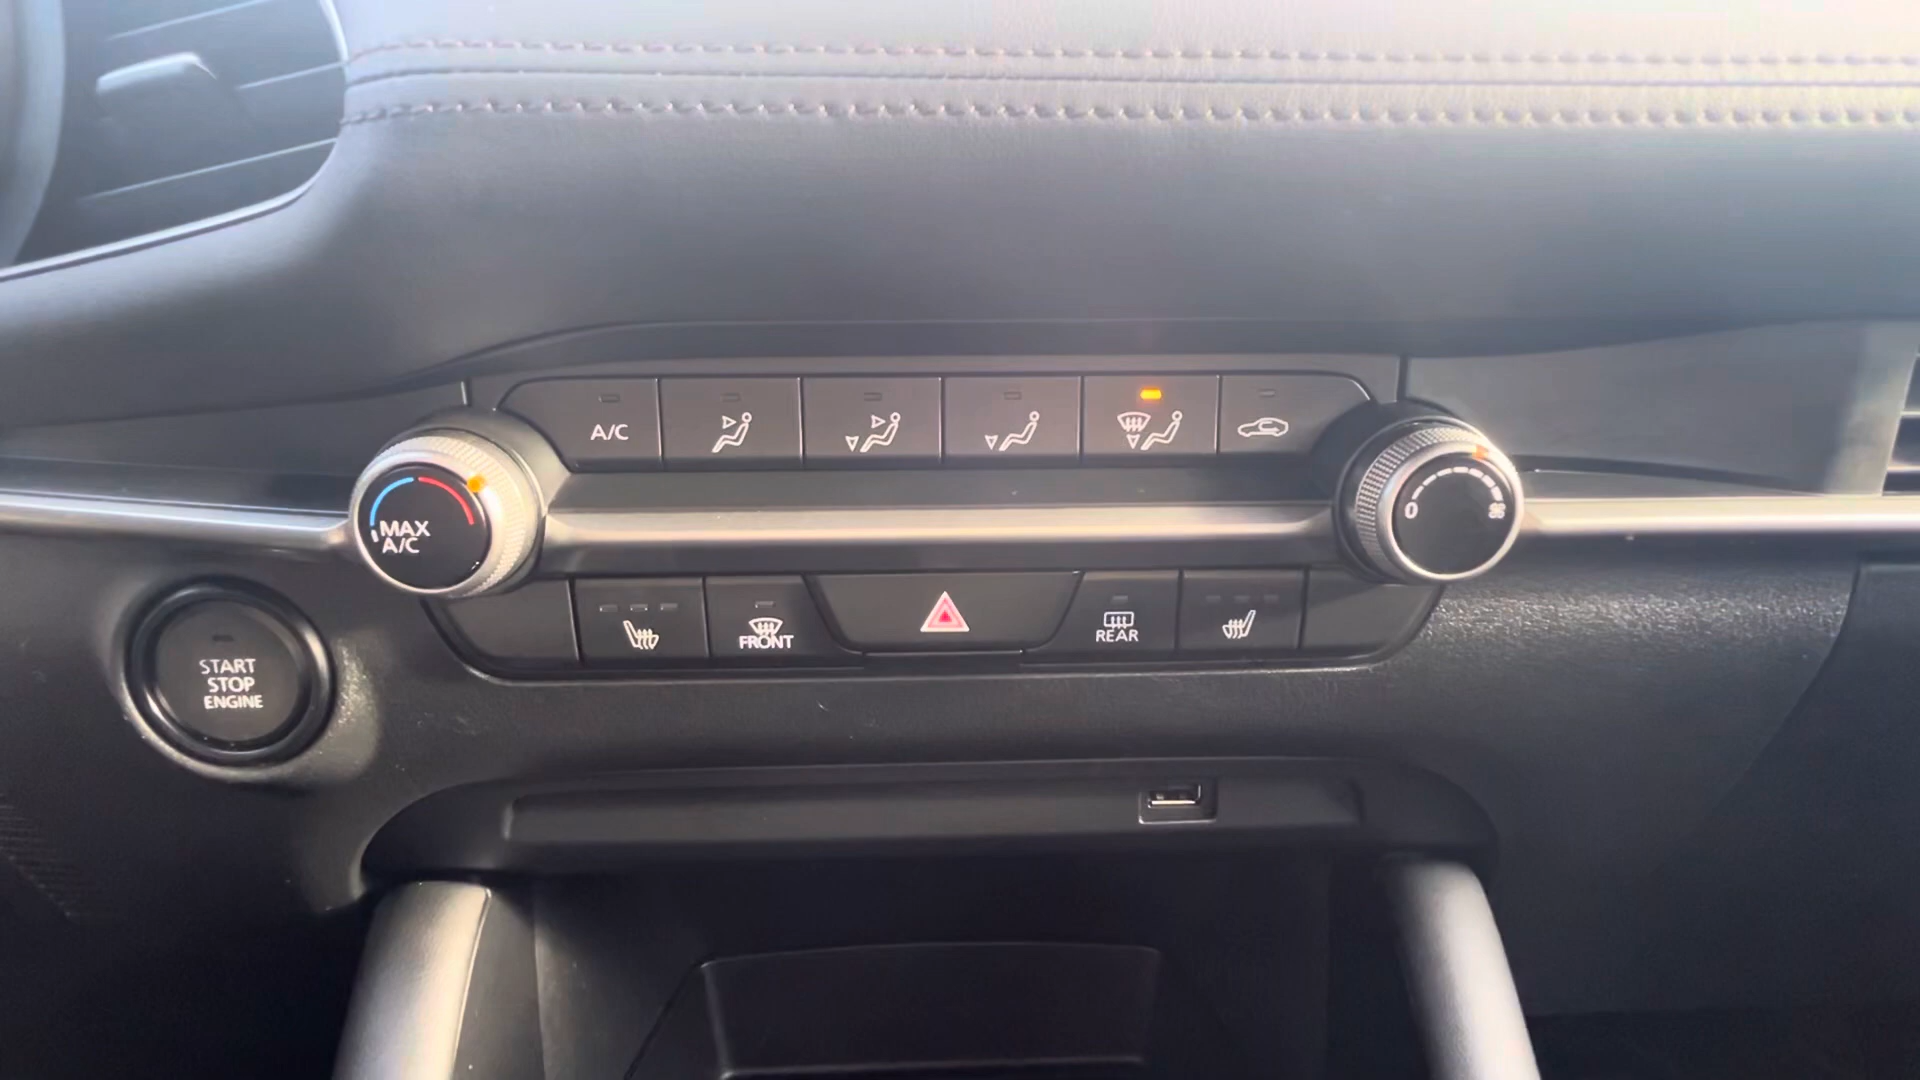 A/C
MAX
A/C
0
START
STOP
ENGINE
FRONT
REAR